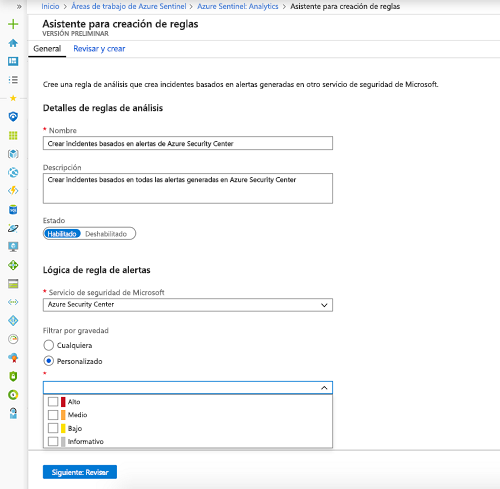 Inicio > Áreas de trabajo de Azure Sentinel > Azure Sentinel: Analytics > Asistente para creación de reglas
Asistente para creación de reglas
VERSIÓN PRELIMINAR
General Revisar y crear
Cree una regla de análisis que crea incidentes basados en alertas generadas en otro servicio de seguridad de Microsoft.
Detalles de reglas de análisis
* Nombre
Crear incidentes basados en alertas de Azure Security Center
Descripción
Crear incidentes basados en todas las alertas generadas en Azure Security Center
Estado
Habilitado Deshabilitado
Lógica de regla de alertas
* Servicio de seguridad de Microsoft
Azure Security Center
Filtrar por gravedad
Cualquiera
Personalizado
*
Alto
Medio
Bajo
Informativo
Siguiente: Revisar